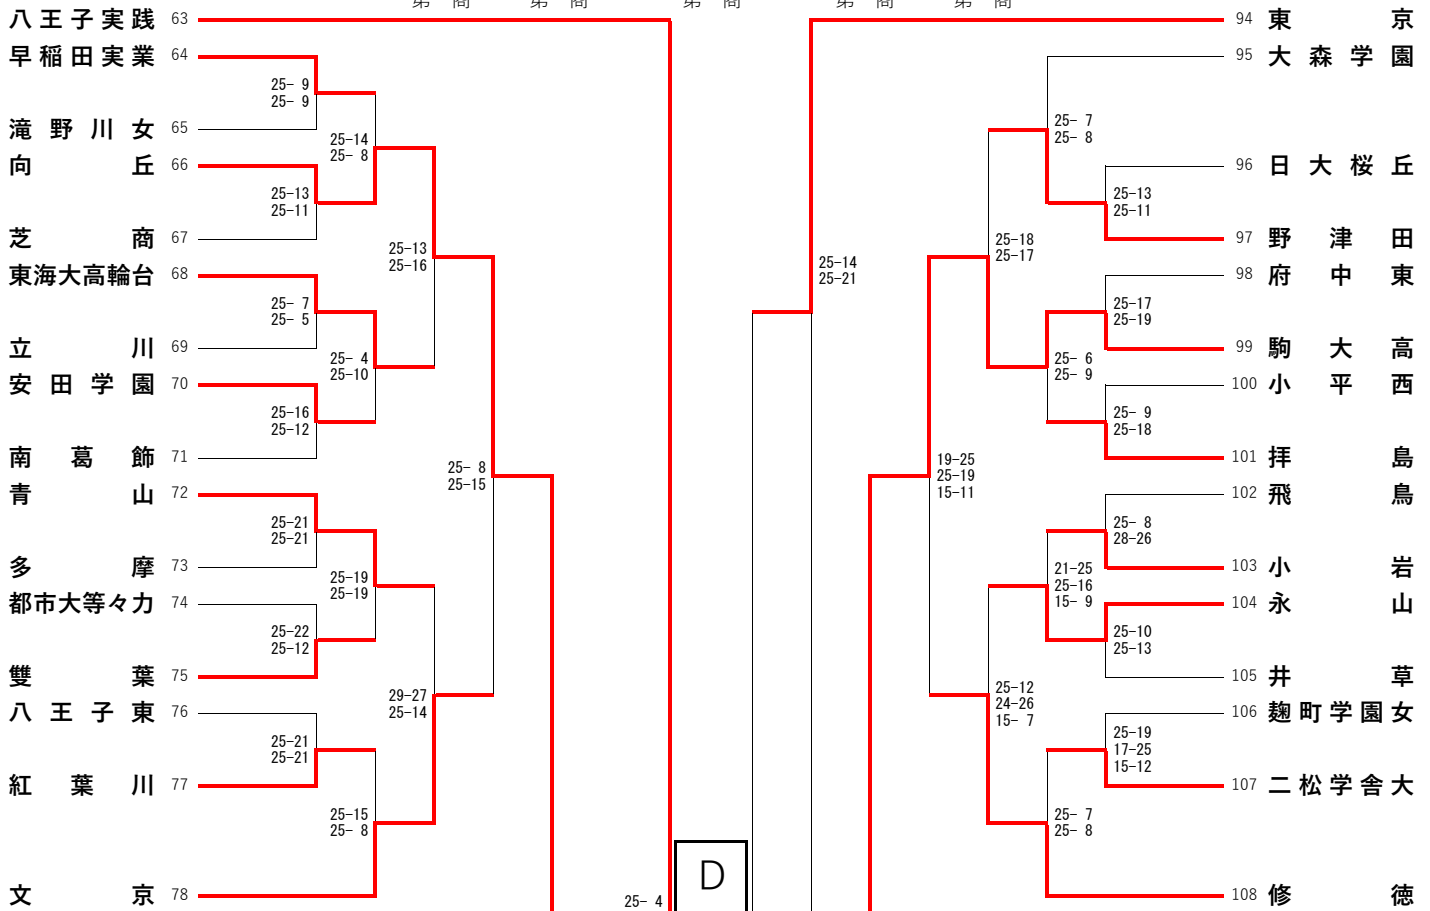 八王子実践 63
早稲田実業 64
25- 9
25- 9
滝野川女 65
25-14
25- 8
向丘 66
25-13
25-11
芝商 67
25-13
25-16
東海大高輪台 68
25- 7
25- 5
立川 69
25- 4
25-10
安田学園 70
25-16
25-12
南葛飾 71
25- 8
25-15
青山 72
25-21
25-21
多摩 73
25-19
25-19
都市大等々力 74
25-22
25-12
雙葉 75
29-27
25-14
八王子東 76
25-21
25-21
紅葉川 77
25-15
25- 8
文京 78
25- 4
D
94 東京
95 大森学園
25- 7
25- 8
96 日大桜丘
25-13
25-11
97 野津田
25-18
25-17
25-14
25-21
98 府中東
25-17
25-19
99 駒大高
25- 6
25- 9
100 小平西
25- 9
25-18
101 拝島
19-25
25-19
15-11
102 飛鳥
25- 8
28-26
103 小岩
21-25
25-16
15- 9
104 永山
25-10
25-13
105 井草
25-12
24-26
15- 7
106 麹町学園女
25-19
17-25
15-12
107 二松学舎大
25- 7
25- 8
108 修徳